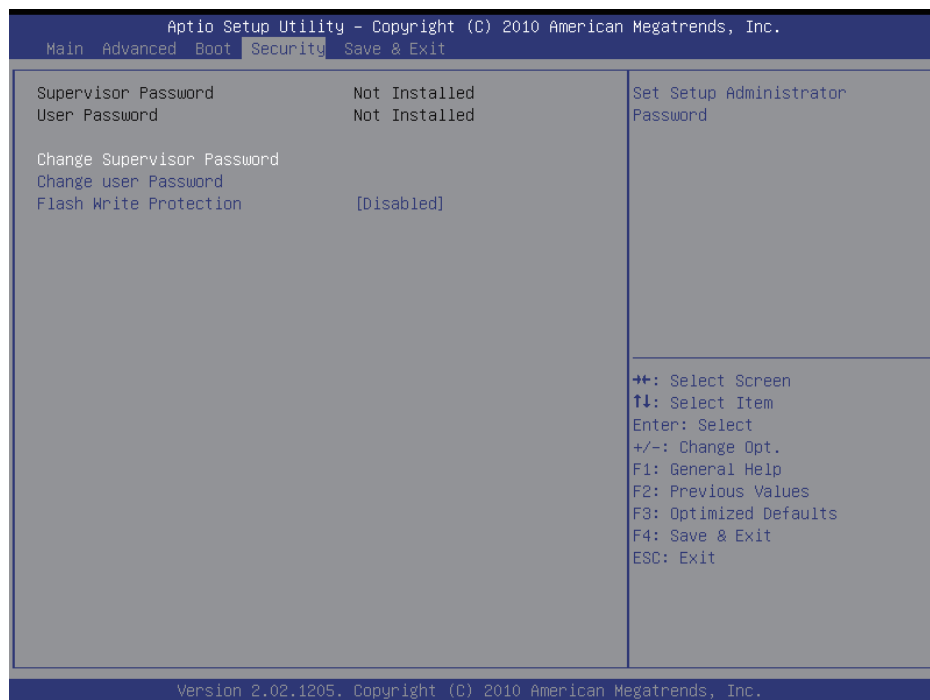 Aptio Setup Utility – Copyright (C) 2010 American Megatrends, Inc.
Main Advanced Boot Security Save & Exit
Supervisor Password Not Installed
User Password Not Installed
Change Supervisor Password
Change user Password
Flash Write Protection [Disabled]
Set Setup Administrator
Password
→←: Select Screen
↑↓: Select Item
Enter: Select
+/-: Change Opt.
F1: General Help
F2: Previous Values
F3: Optimized Defaults
F4: Save & Exit
ESC: Exit
Version 2.02.1205. Copyright (C) 2010 American Megatrends, Inc.